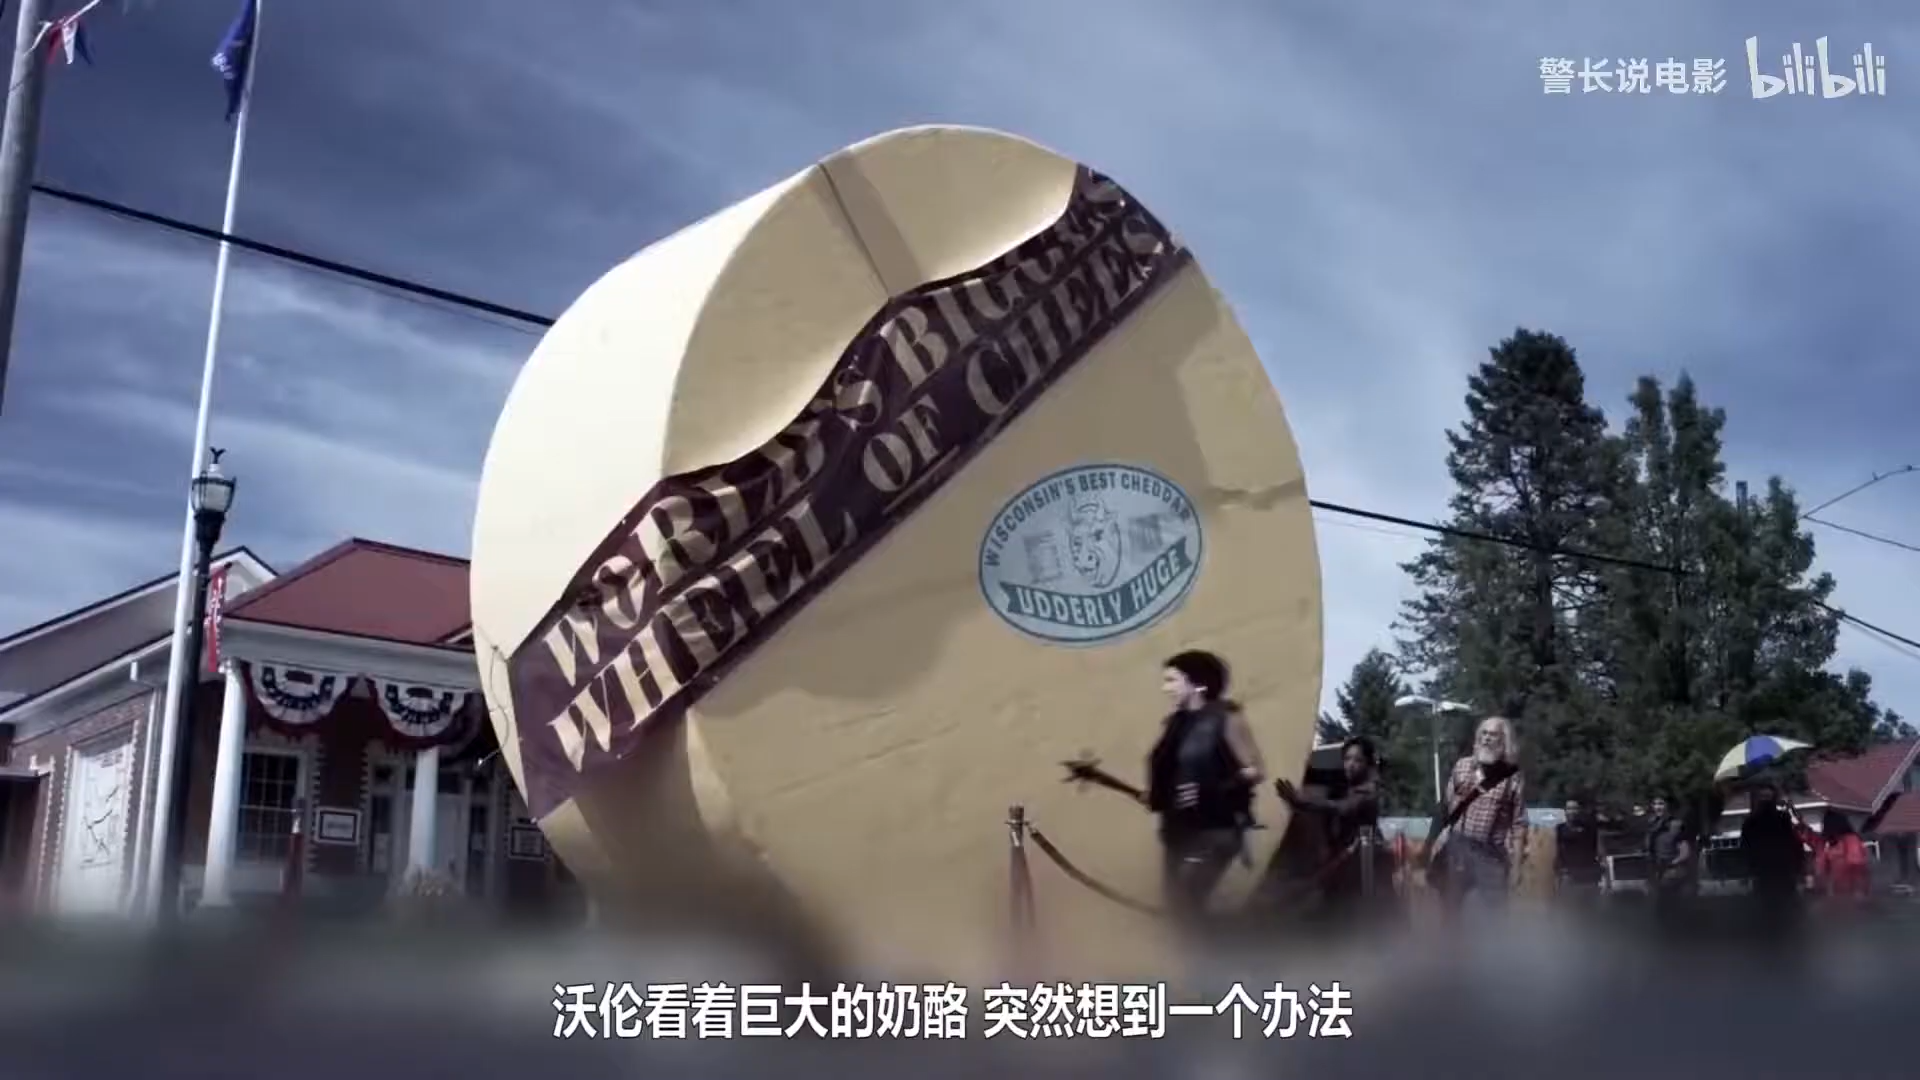 警长说电影 bilibili
WORLD'S BIGGEST
WHEEL OF CHEESE
WISCONSIN'S BEST CHEDDAR
UDDERLY HUGE
沃伦看着巨大的奶酪 突然想到一个办法